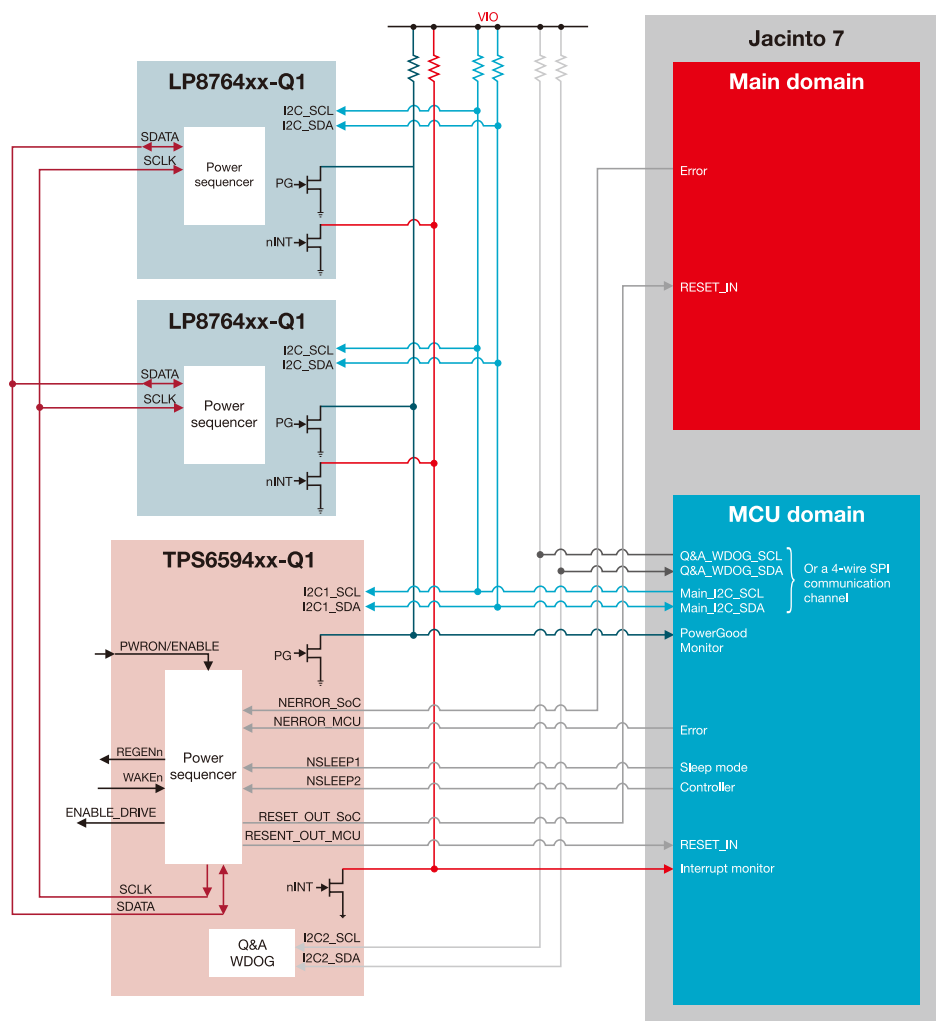 VIO
Jacinto 7
LP8764xx-Q1
I2C_SCL
I2C_SDA
SDATA
SCLK
Power
sequencer
PG
nINT
Main domain
Error
RESET_IN
LP8764xx-Q1
I2C_SCL
I2C_SDA
SDATA
SCLK
Power
sequencer
PG
nINT
TPS6594xx-Q1
I2C1_SCL
I2C1_SDA
PG
PWRON/ENABLE
NERROR_SoC
NERROR_MCU
REGENn
Power
sequencer
NSLEEP1
WAKEn
NSLEEP2
ENABLE_DRIVE
RESET_OUT_SoC
RESENT_OUT_MCU
SCLK
SDATA
nINT
Q&A
WDOG
I2C2_SCL
I2C2_SDA
MCU domain
Q&A_WDOG_SCL
Q&A_WDOG_SDA
Main_I2C_SCL
Main_I2C_SDA
Or a 4-wire SPI
communication
channel
PowerGood
Monitor
Error
Sleep mode
Controller
RESET_IN
Interrupt monitor